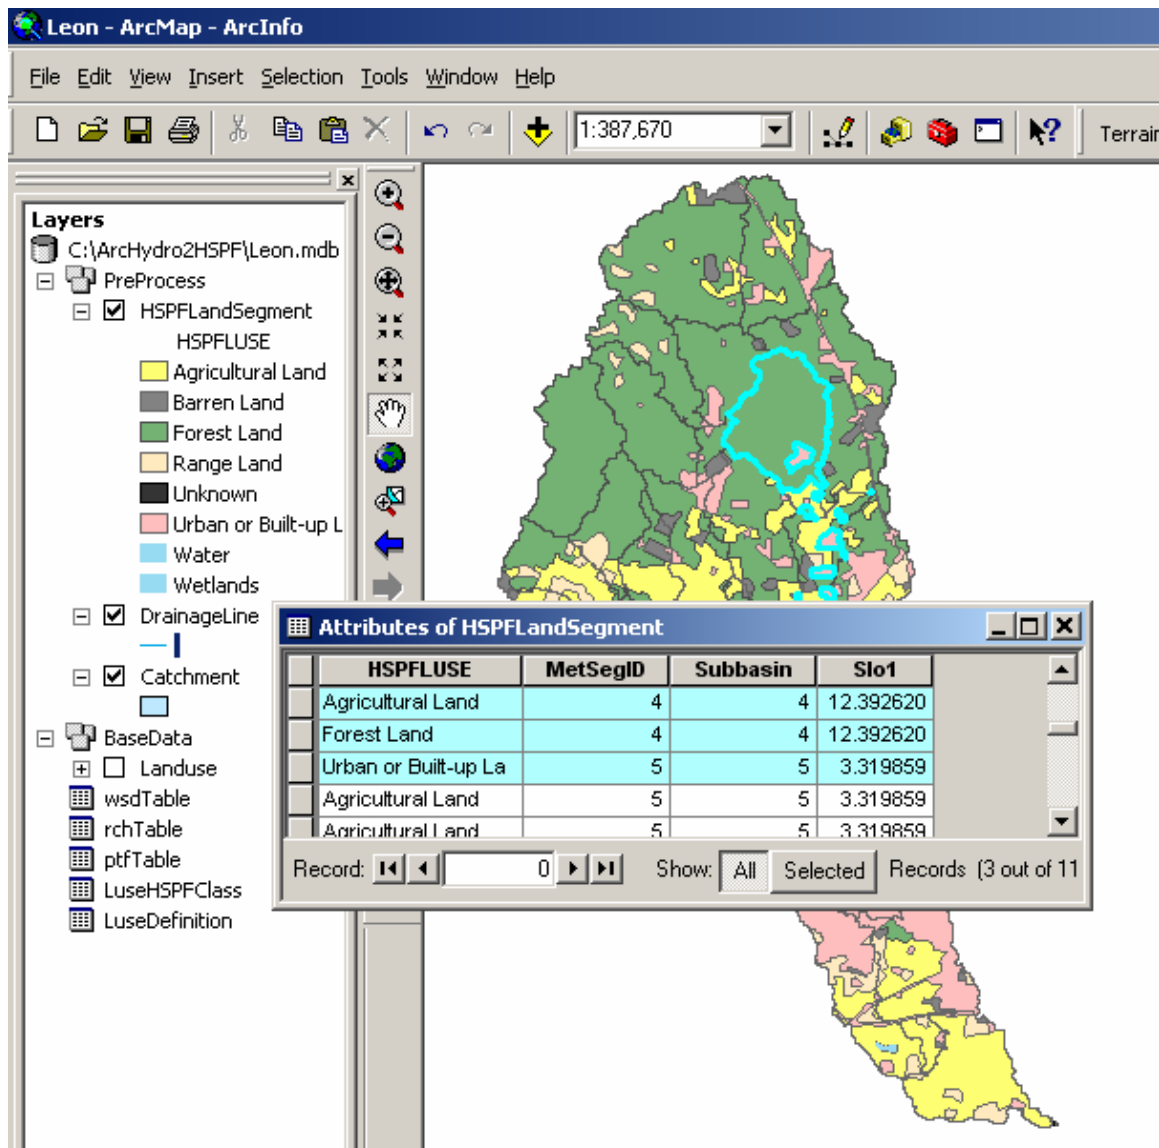 Leon - ArcMap - ArcInfo
File Edit View Insert Selection Tools Window Help
1:387,670
Terrain
Layers
C:\ArcHydro2HSPF\Leon.mdb
PreProcess
HSPFLandSegment
HSPFLUSE
Agricultural Land
Barren Land
Forest Land
Range Land
Unknown
Urban or Built-up L
Water
Wetlands
DrainageLine
Catchment
BaseData
Landuse
wsdTable
rchTable
ptfTable
LuseHSPFClass
LuseDefinition
Attributes of HSPFLandSegment
HSPFLUSE MetSegID Subbasin Slo1
Agricultural Land 4 4 12.392620
Forest Land 4 4 12.392620
Urban or Built-up La 5 5 3.319859
Agricultural Land 5 5 3.319859
Agricultural Land 5 5 3.319859
Record: 0 Show: All Selected Records (3 out of 11